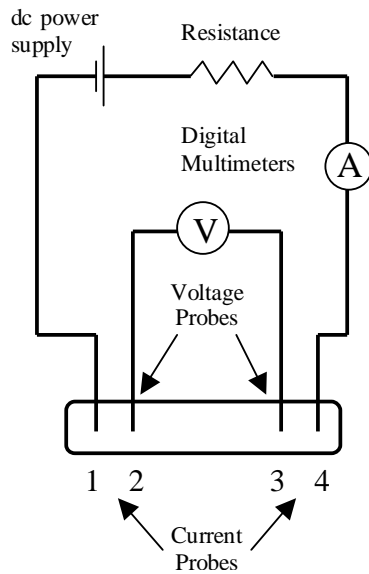 dc power
supply
Resistance
Digital
Multimeters
A
V
Voltage
Probes
1 2 3 4
Current
Probes